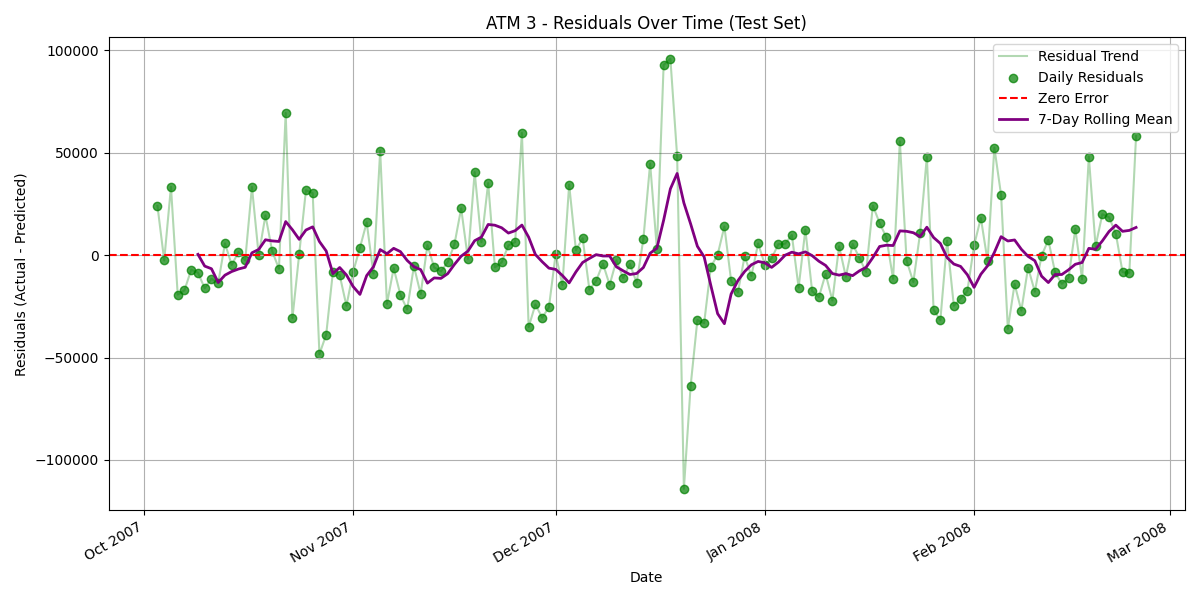 ATM 3 - Residuals Over Time (Test Set)
Residual Trend
Daily Residuals
Zero Error
7-Day Rolling Mean
Residuals (Actual - Predicted)
100000
50000
0
−50000
−100000
Oct 2007
Nov 2007
Dec 2007
Jan 2008
Feb 2008
Mar 2008
Date